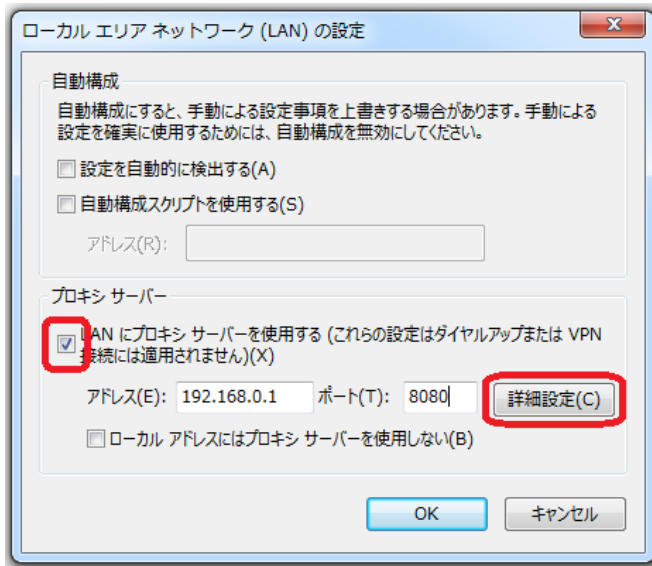 ローカル エリア ネットワーク (LAN) の設定
自動構成
自動構成にすると、手動による設定事項を上書きする場合があります。手動による
設定を確実に使用するためには、自動構成を無効にしてください。
設定を自動的に検出する(A)
自動構成スクリプトを使用する(S)
アドレス(R):
プロキシ サーバー
LAN にプロキシ サーバーを使用する (これらの設定はダイヤルアップまたは VPN
接続には適用されません)(X)
アドレス(E): 192.168.0.1 ポート(T): 8080 詳細設定(C)
ローカル アドレスにはプロキシ サーバーを使用しない(B)
OK キャンセル